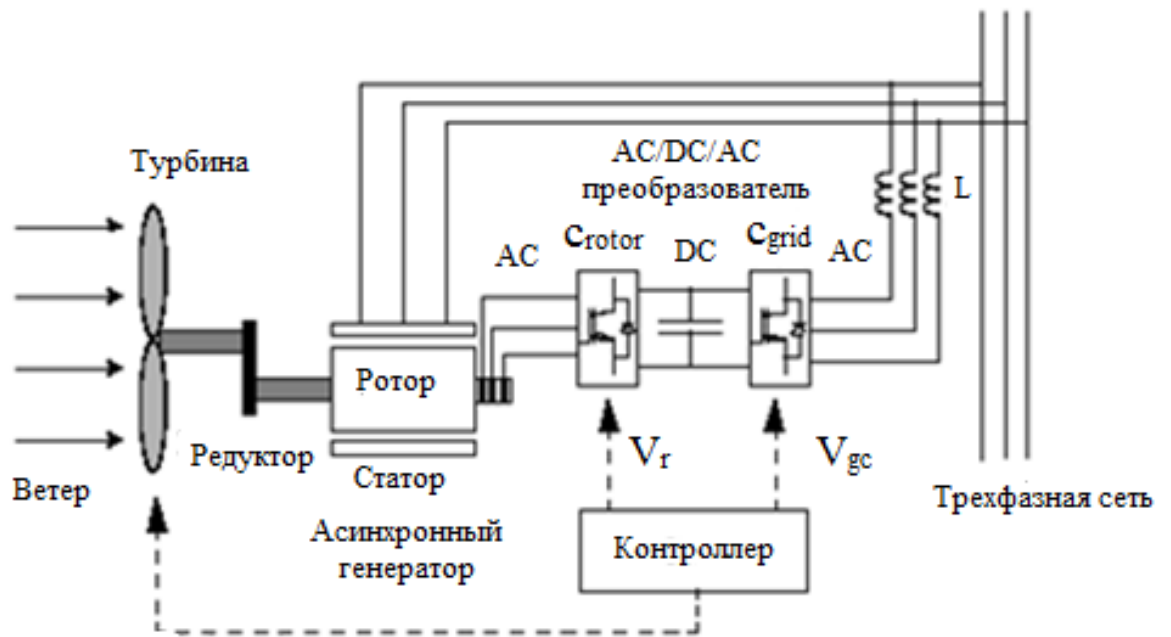 Турбина
AC/DC/AC
преобразователь
L
Crotor
DC
Cgrid
AC
AC
Ротор
Редуктор
Статор
Vr
Vgc
Ветер
Трехфазная сеть
Асинхронный
генератор
Контроллер